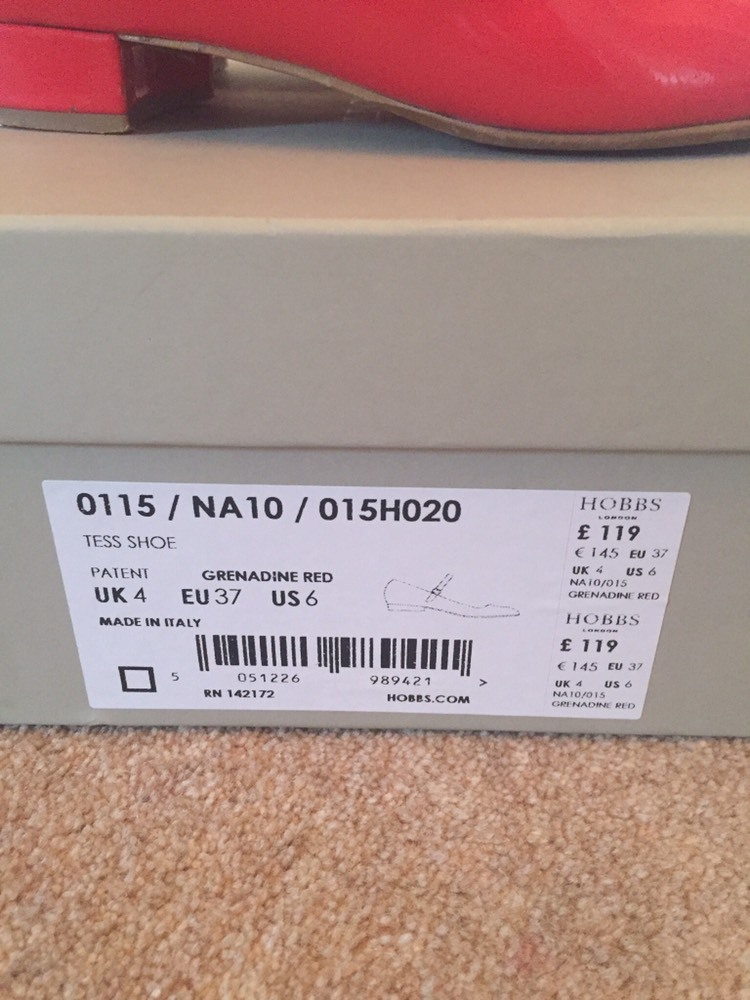 0115 / NA10 / 015H020
TESS SHOE
PATENT GRENADINE RED
UK 4 EU 37 US 6
MADE IN ITALY
5 051226 989421 >
RN 142172 HOBBS.COM
HOBBS
LONDON
£ 119
€ 145 EU 37
UK 4 US 6
NA10/015
GRENADINE RED
HOBBS
LONDON
£ 119
€ 145 EU 37
UK 4 US 6
NA10/015
GRENADINE RED